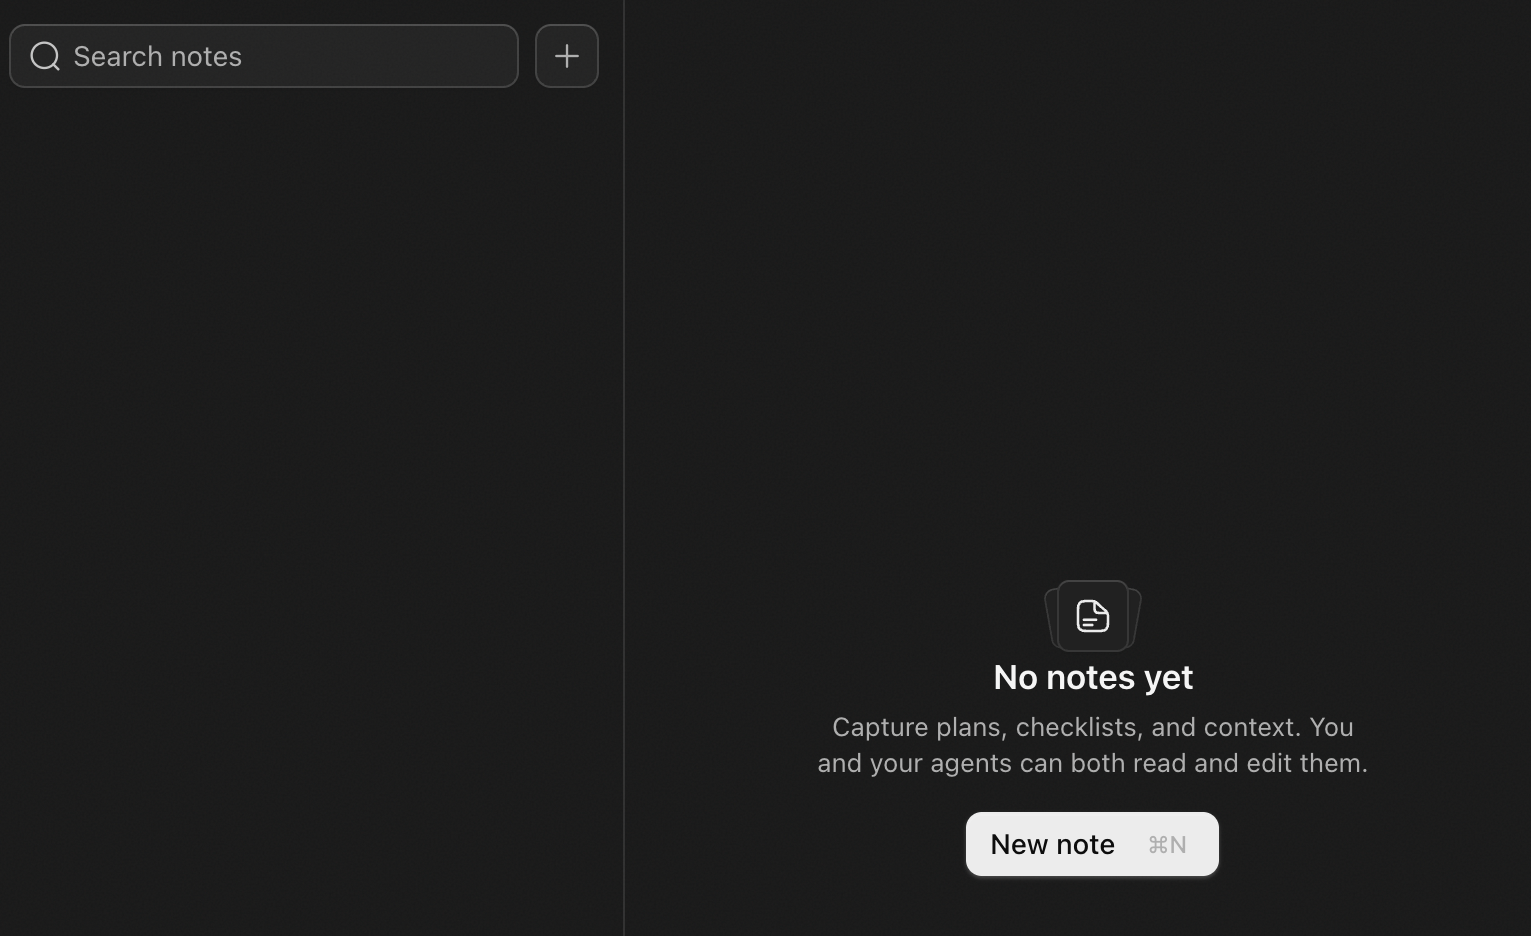 Search notes
No notes yet
Capture plans, checklists, and context. You
and your agents can both read and edit them.
New note ⌘N